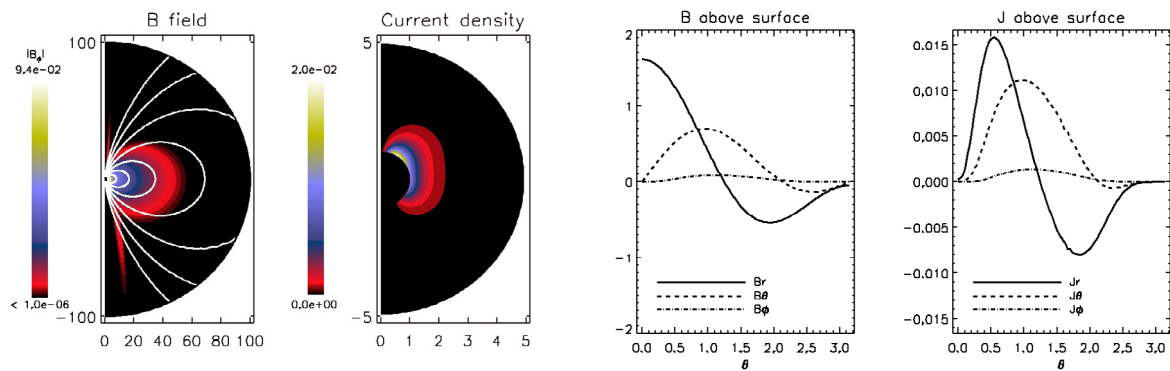 B field
|Bϕ|
9.4e-02
< 1.0e-06
100
-100
0 20 40 60 80 100
Current density
2.0e-02
0.0e+00
5
-5
0 1 2 3 4 5
B above surface
2
1
0
-1
-2
Br
Bθ
Bϕ
0.0 0.5 1.0 1.5 2.0 2.5 3.0
θ
J above surface
0.015
0.010
0.005
0.000
-0.005
-0.010
-0.015
Jr
Jθ
Jϕ
0.0 0.5 1.0 1.5 2.0 2.5 3.0
θ